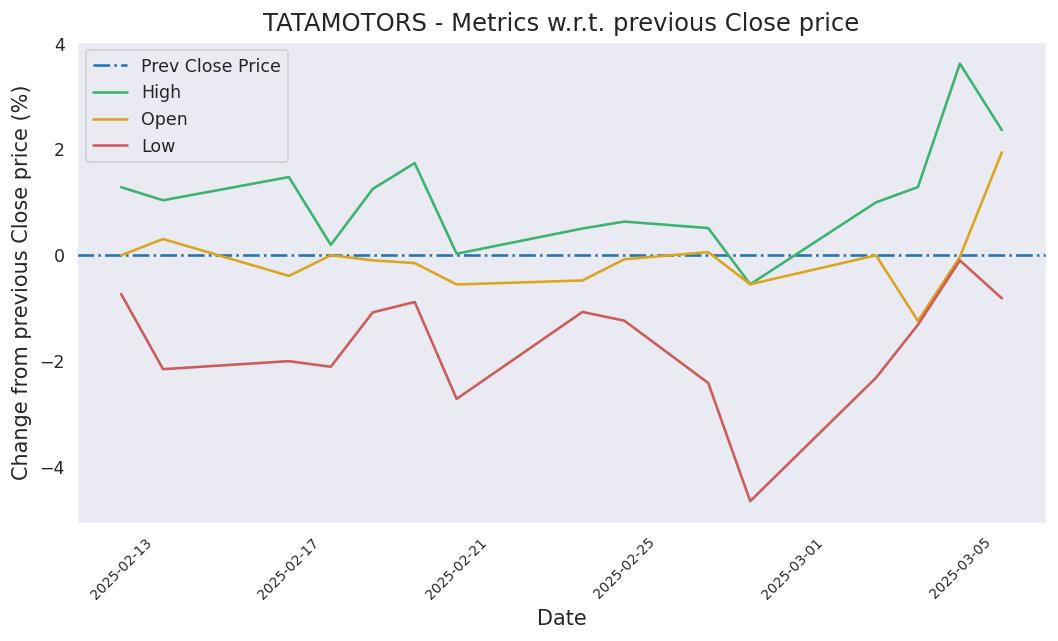 TATAMOTORS - Metrics w.r.t. previous Close price
Change from previous Close price (%)
4
2
0
−2
−4
Prev Close Price
High
Open
Low
2025-02-13
2025-02-17
2025-02-21
2025-02-25
2025-03-01
2025-03-05
Date